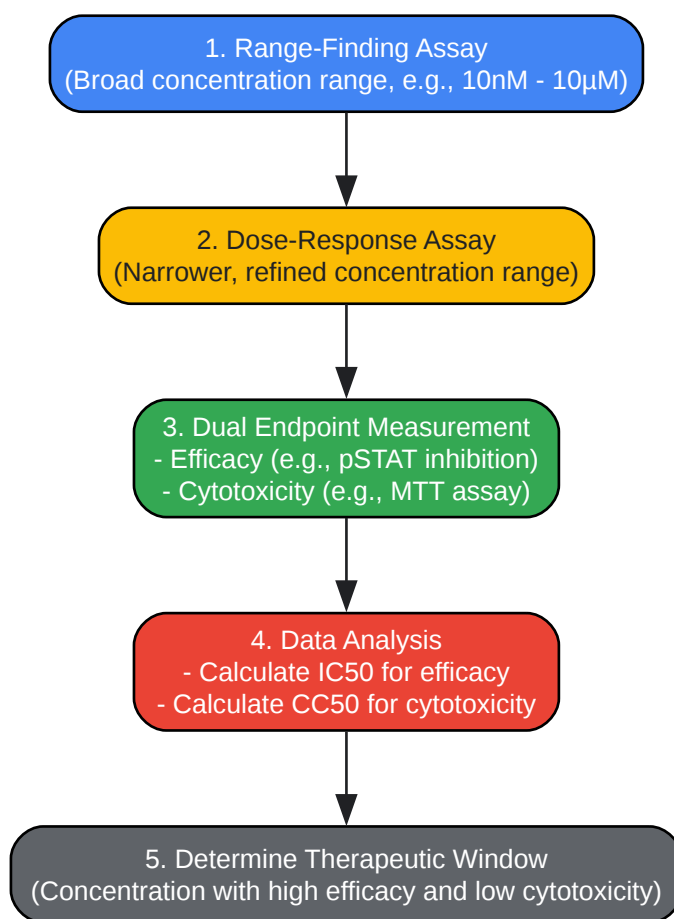 1. Range-Finding Assay
(Broad concentration range, e.g., 10nM - 10μM)
2. Dose-Response Assay
(Narrower, refined concentration range)
3. Dual Endpoint Measurement
- Efficacy (e.g., pSTAT inhibition)
- Cytotoxicity (e.g., MTT assay)
4. Data Analysis
- Calculate IC50 for efficacy
- Calculate CC50 for cytotoxicity
5. Determine Therapeutic Window
(Concentration with high efficacy and low cytotoxicity)